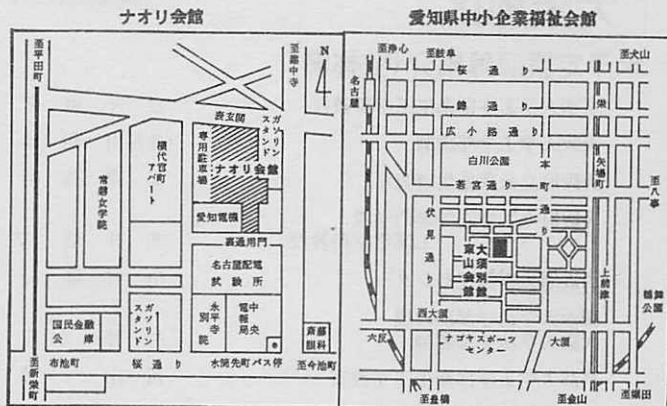 ナオリ会館
至平田町
至建中寺
N
表玄関
ガソリンスタンド
専用駐車場
ナオリ会館
横代官町アパート
常磐女学院
愛知電機
裏通用門
名古屋配電試験所
国民金融公庫
ガソリンスタンド
永平寺別院
中央電報局
斎藤眼科
至新栄町
布池町
桜通り
水筒先町バス停
至今池町
愛知県中小企業福祉会館
至浄心
至岐阜
至犬山
名古屋
桜通り
錦通り
広小路通り
栄
白川公園
本町通り
矢場町
若宮通り
至八事
伏見通り
大須別館
東山会館
上前津
鶴舞公園
西大須
六反
ナゴヤスポーツセンター
大須
至豊橋
至金山
至堀田